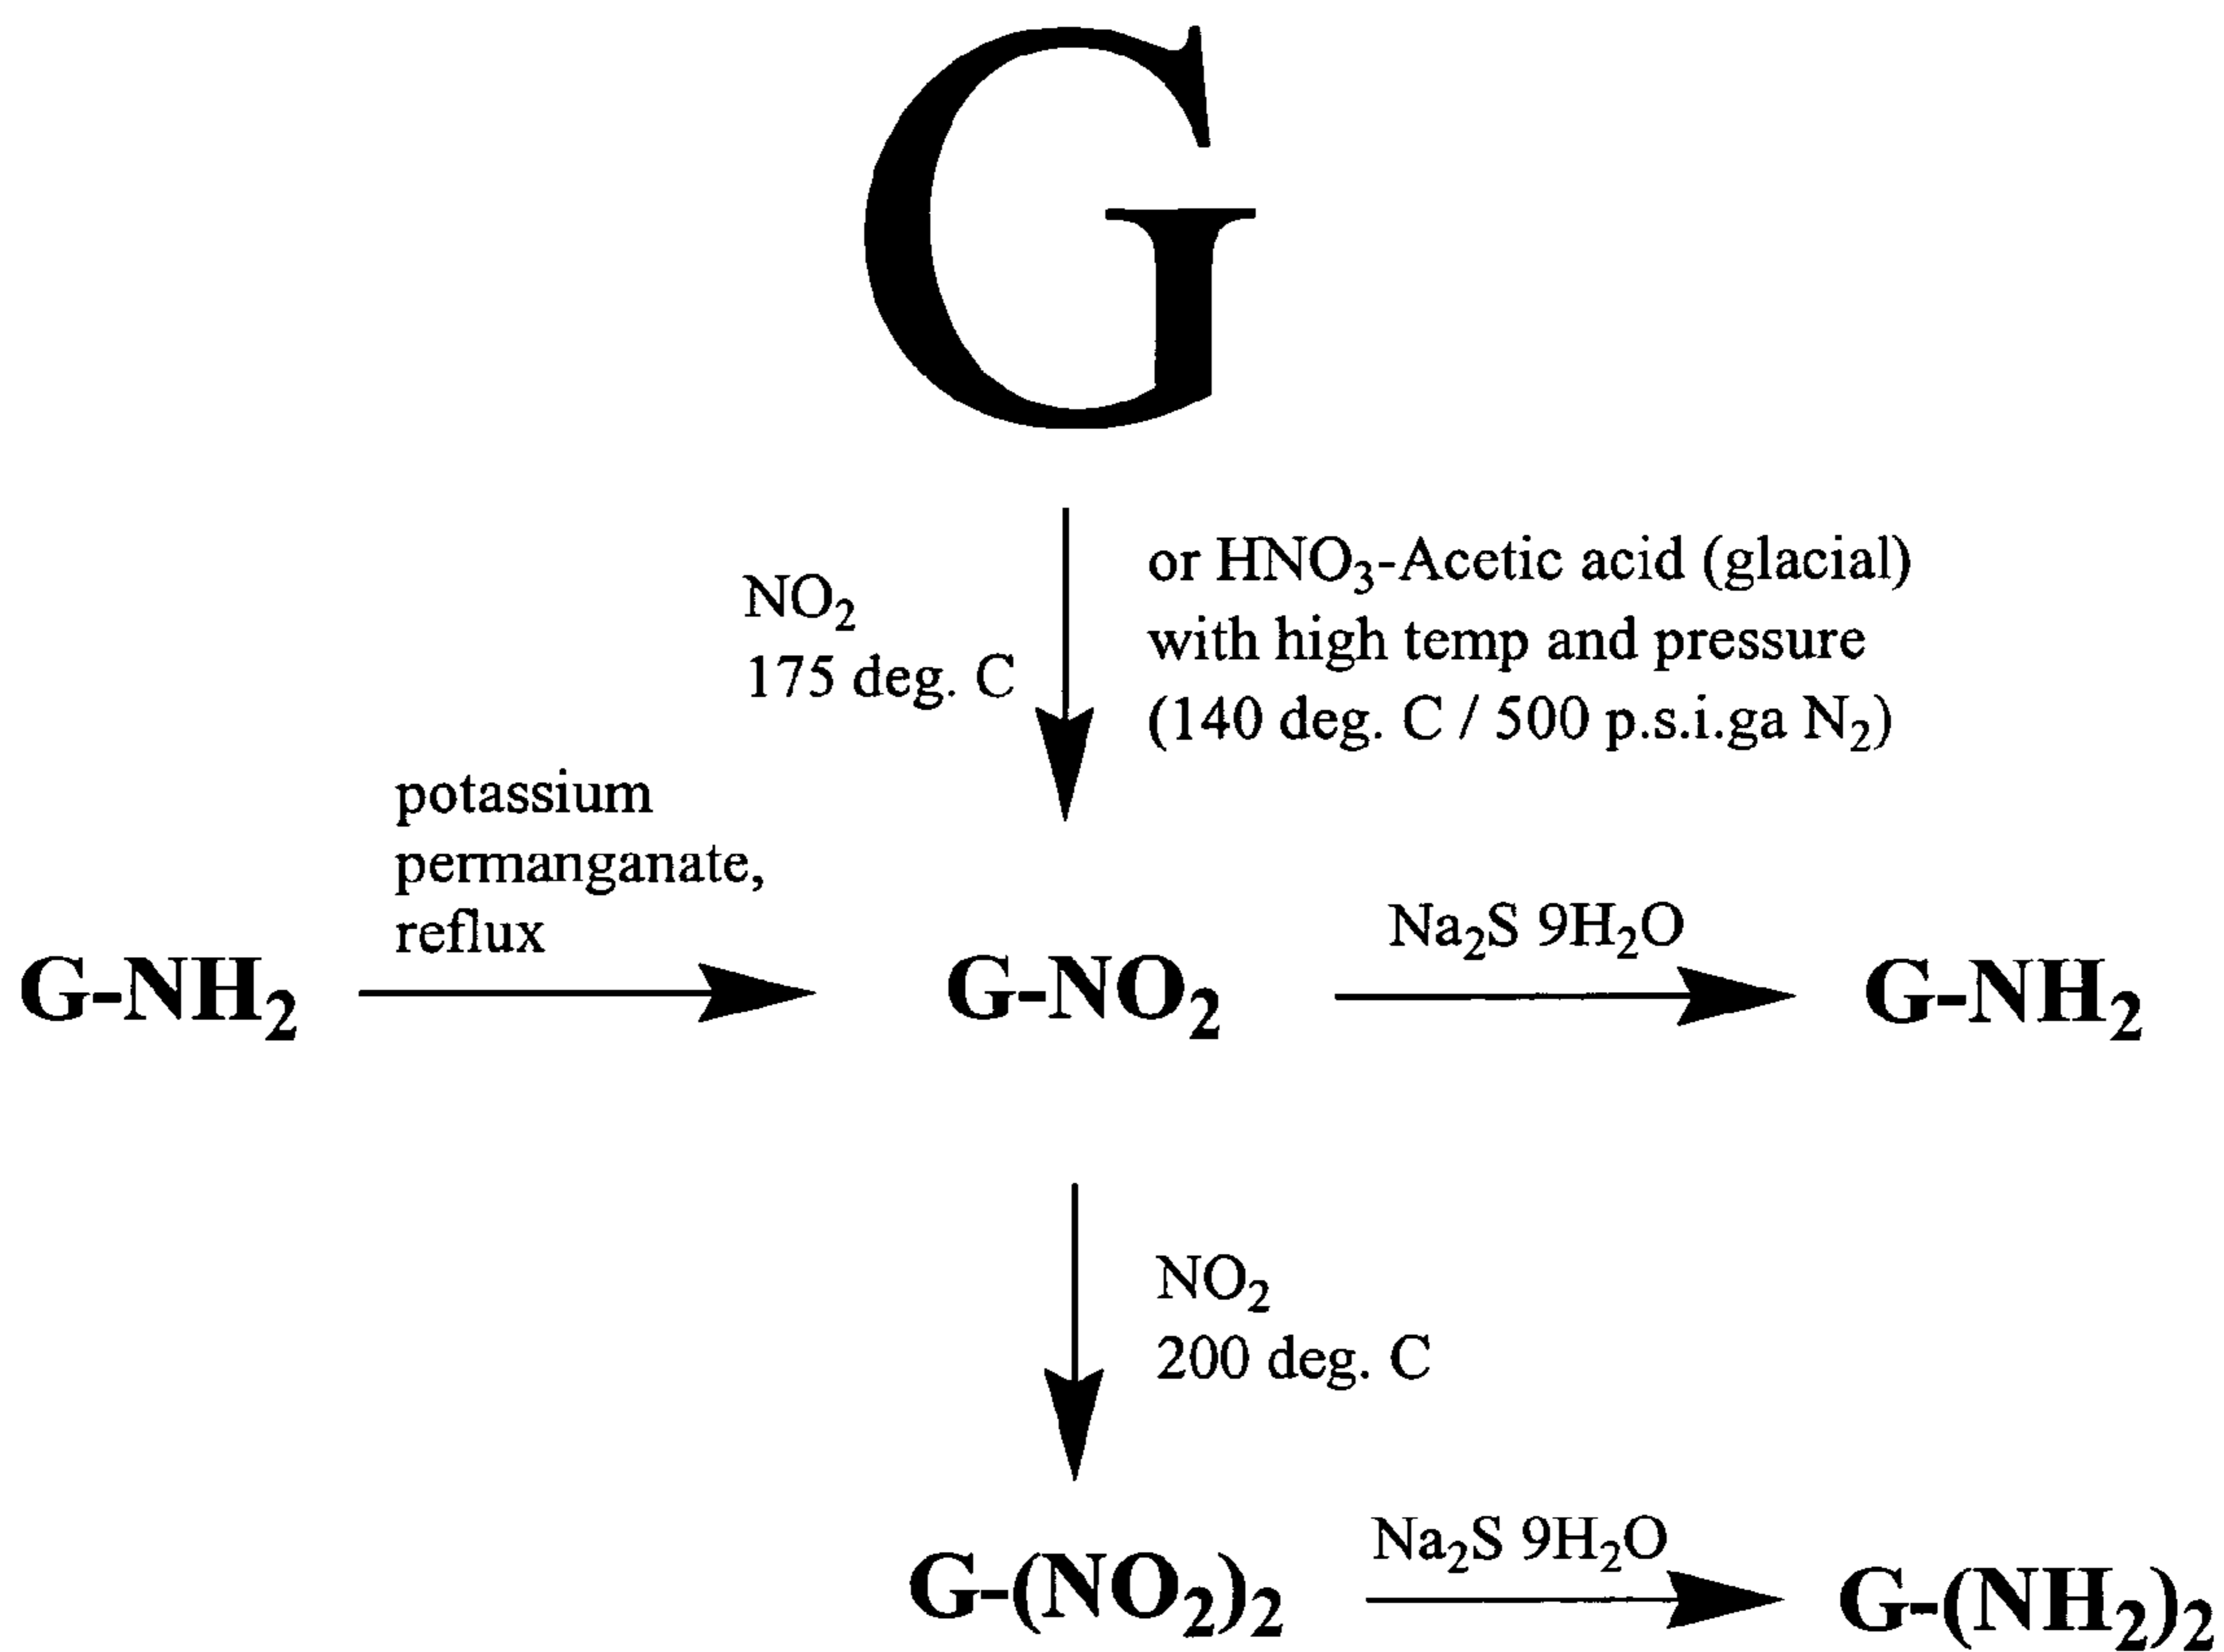 G
NO₂
175 deg. C
or HNO₃-Acetic acid (glacial)
with high temp and pressure
(140 deg. C / 500 p.s.i.ga N₂)
potassium
permanganate,
reflux
G-NH₂
G-NO₂
Na₂S 9H₂O
G-NH₂
NO₂
200 deg. C
G-(NO₂)₂
Na₂S 9H₂O
G-(NH₂)₂